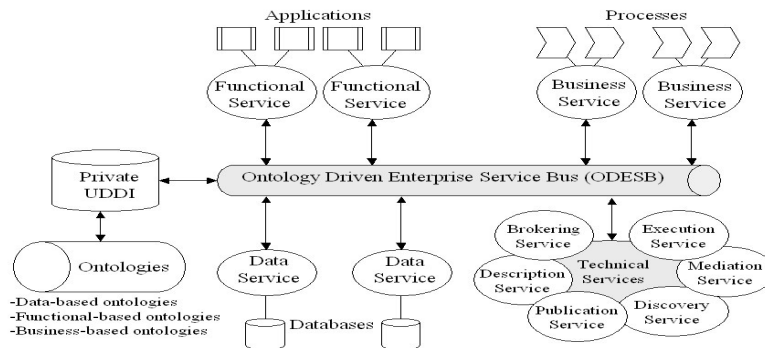 Applications
Processes
Functional
Service
Functional
Service
Business
Service
Business
Service
Private
UDDI
Ontology Driven Enterprise Service Bus (ODESB)
Ontologies
-Data-based ontologies
-Functional-based ontologies
-Business-based ontologies
Data
Service
Data
Service
Databases
Brokering
Service
Execution
Service
Description
Service
Technical
Services
Mediation
Service
Publication
Service
Discovery
Service